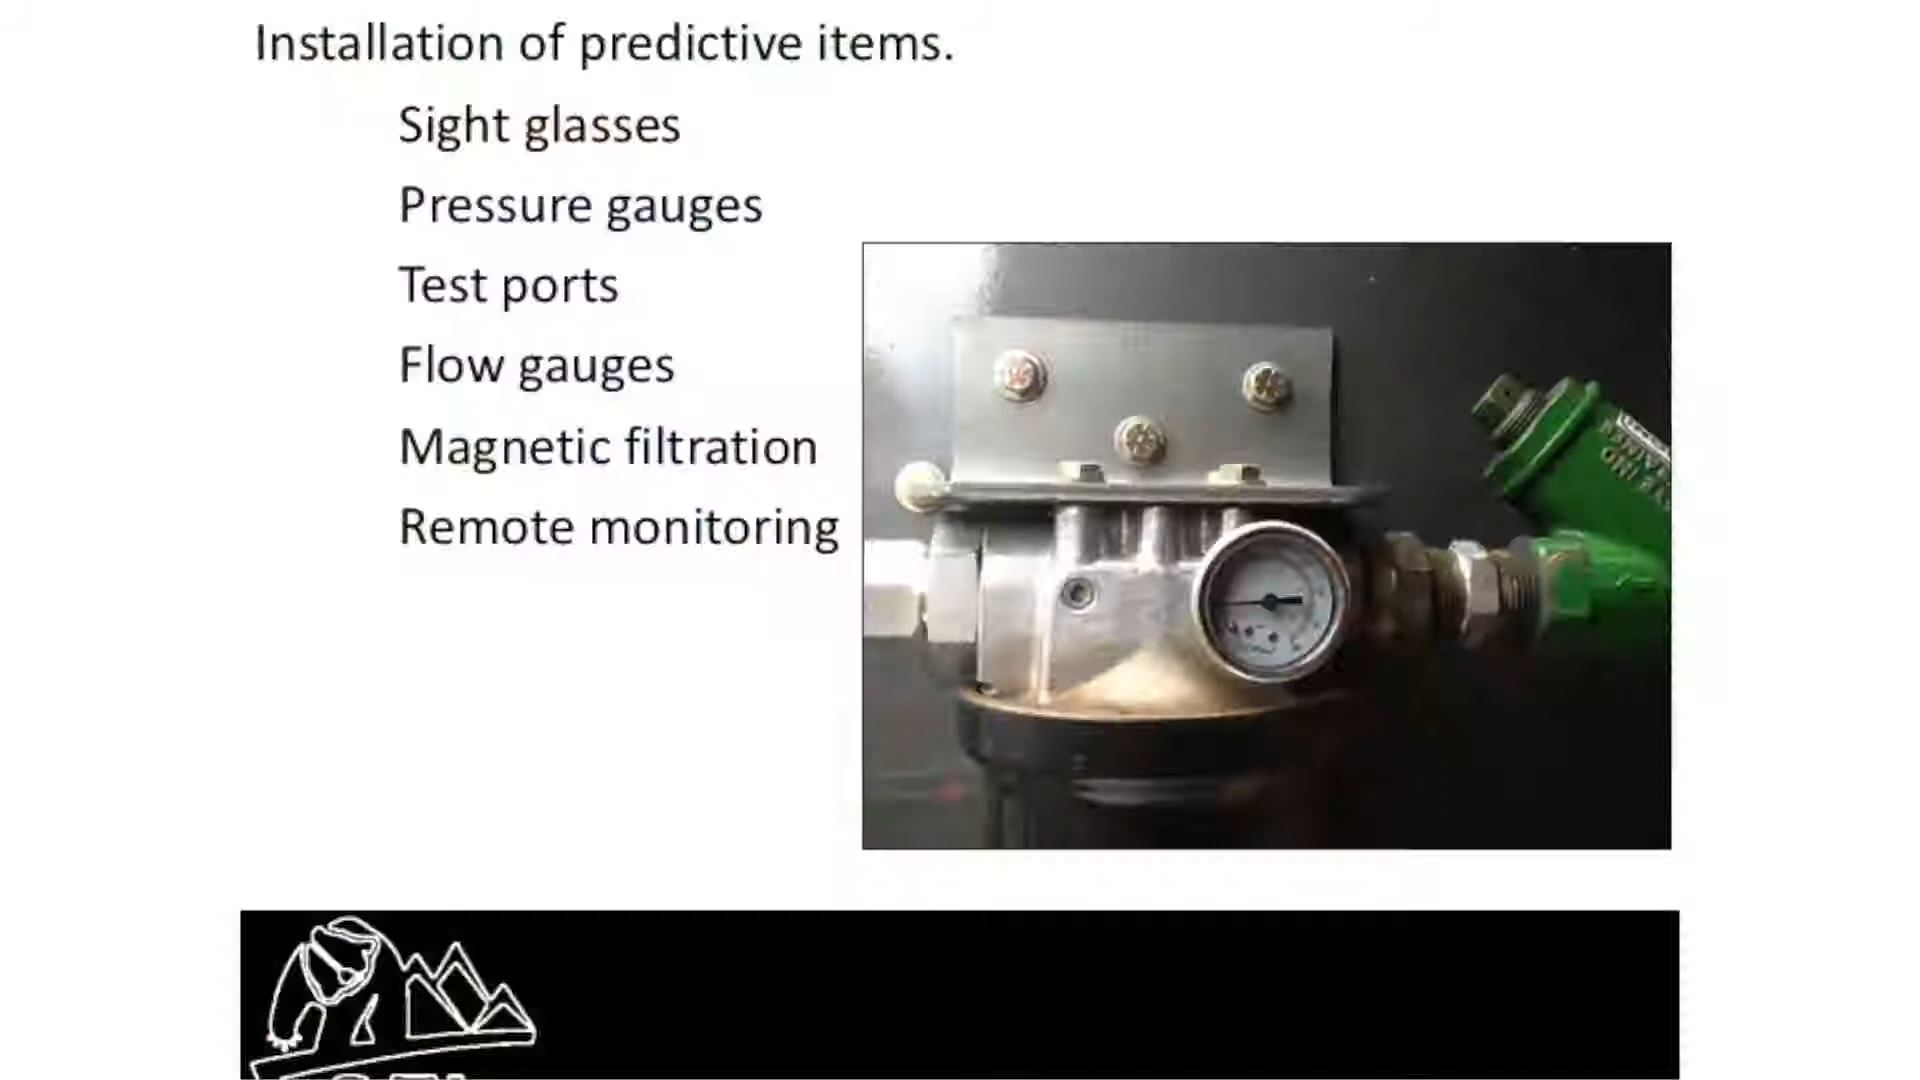 Installation of predictive items.
Sight glasses
Pressure gauges
Test ports
Flow gauges
Magnetic filtration
Remote monitoring